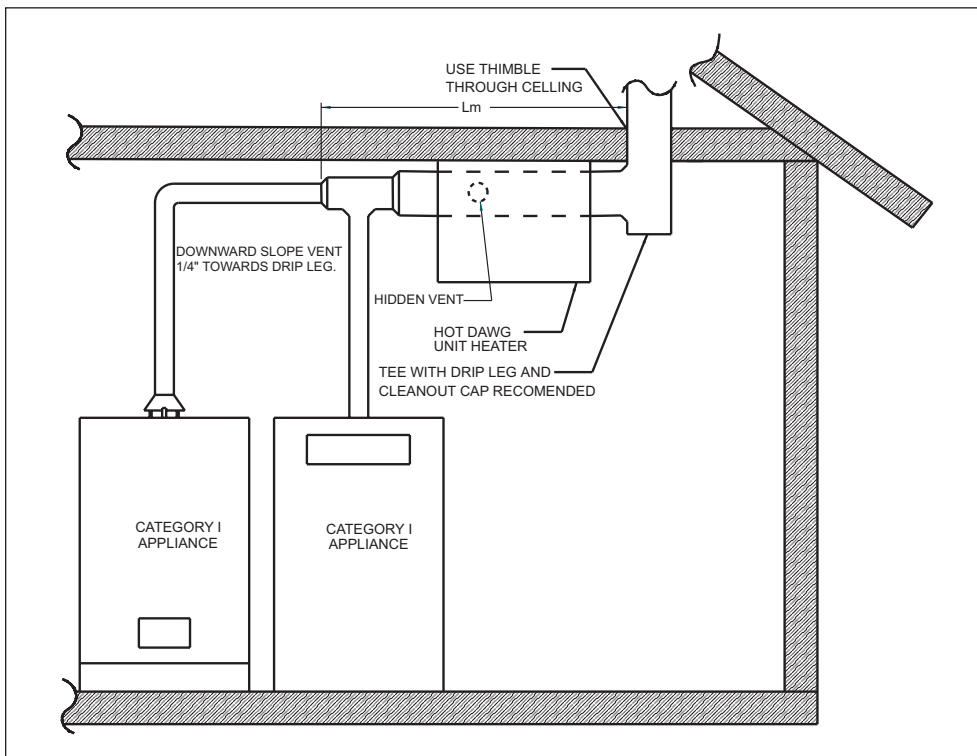 USE THIMBLE
THROUGH CELLING
Lm
DOWNWARD SLOPE VENT
1/4" TOWARDS DRIP LEG.
HIDDEN VENT
HOT DAWG
UNIT HEATER
TEE WITH DRIP LEG AND
CLEANOUT CAP RECOMENDED
CATEGORY I
APPLIANCE
CATEGORY I
APPLIANCE